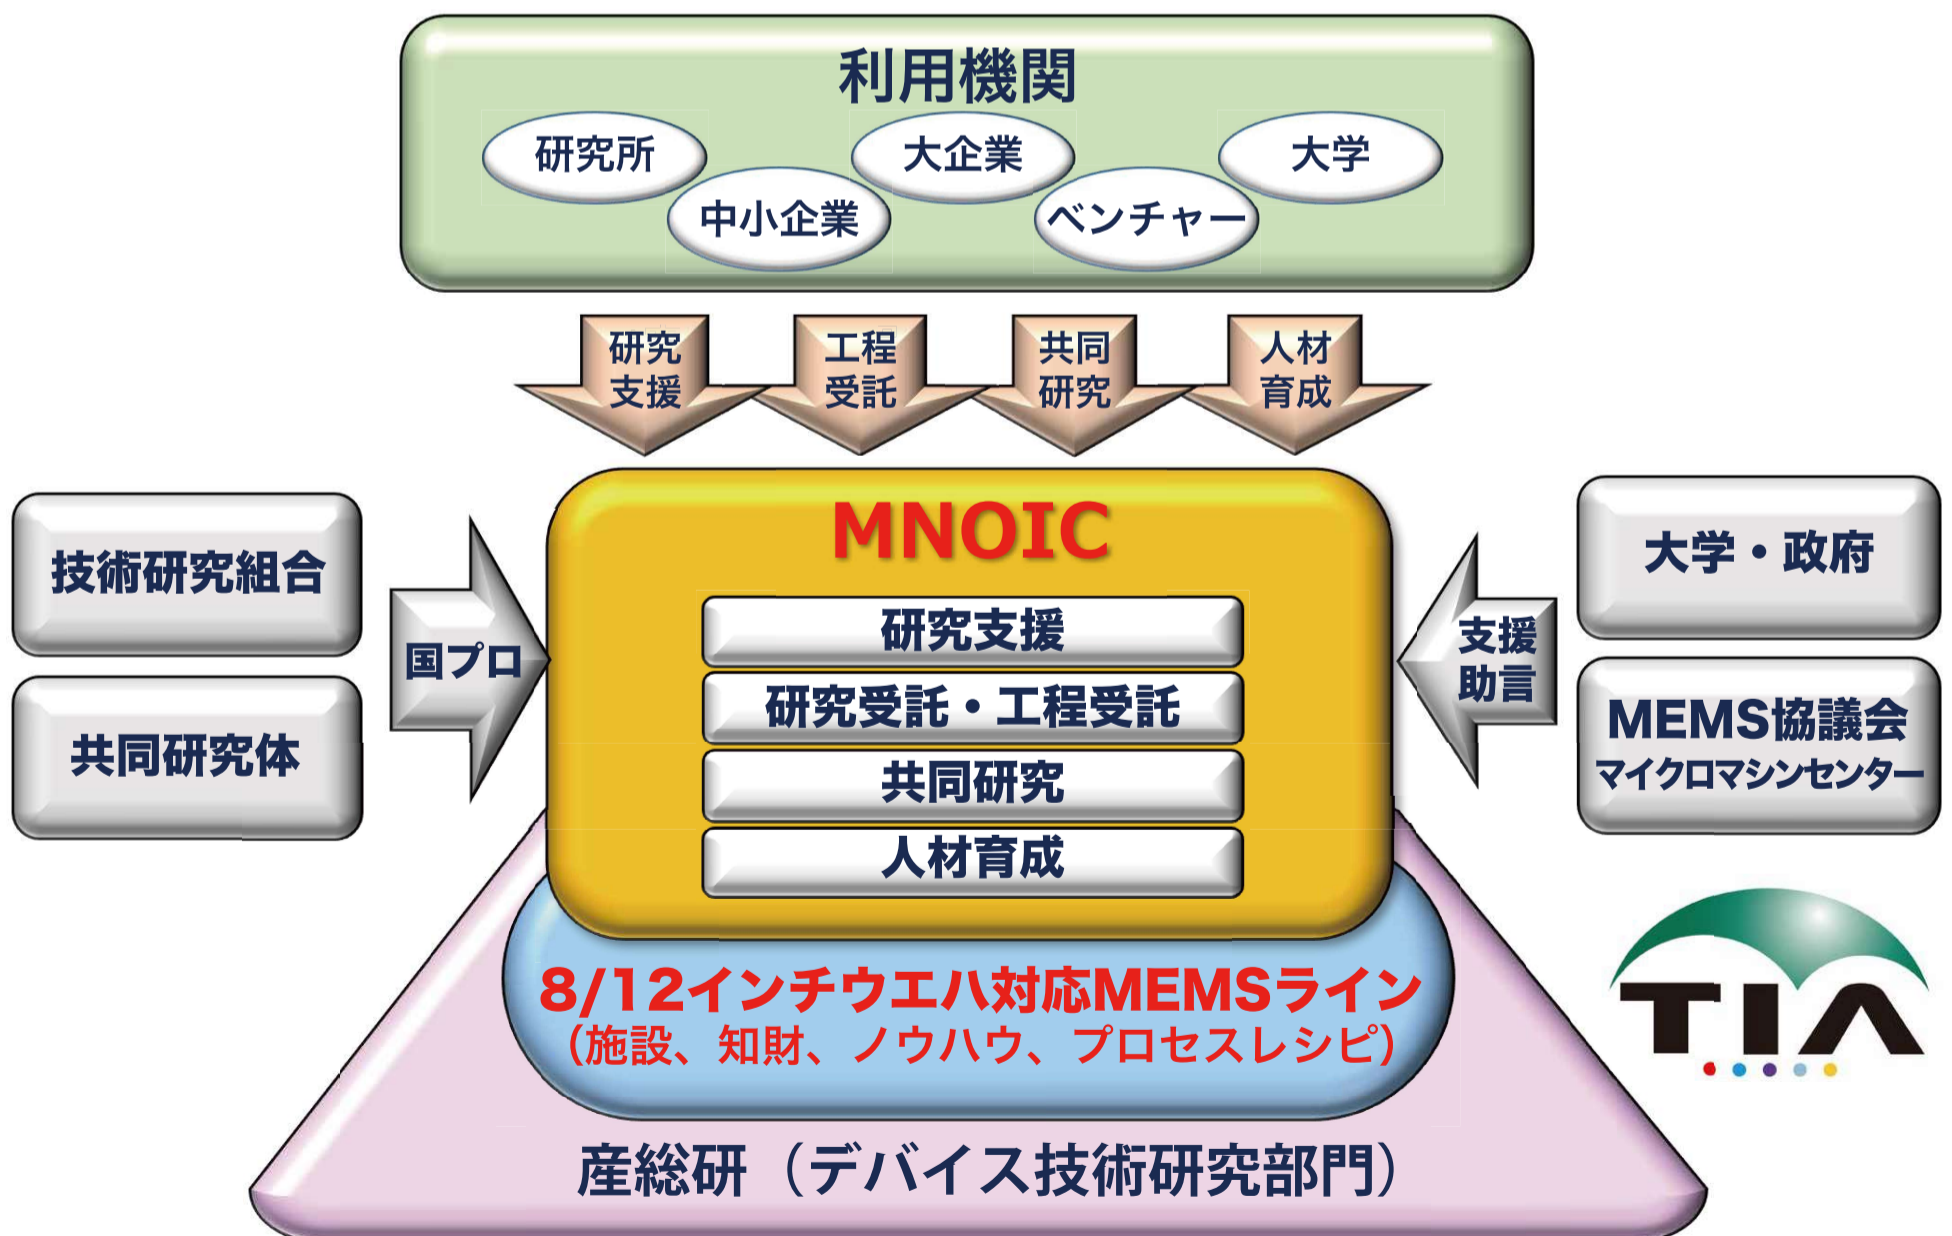 利用機関
研究所
大企業
大学
中小企業
ベンチャー
研究
支援
工程
受託
共同
研究
人材
育成
技術研究組合
共同研究体
国プロ
MNOIC
研究支援
研究受託・工程受託
共同研究
人材育成
支援
助言
大学・政府
MEMS協議会
マイクロマシンセンター
8/12インチウエハ対応MEMSライン
（施設、知財、ノウハウ、プロセスレシピ）
TIA
産総研（デバイス技術研究部門）